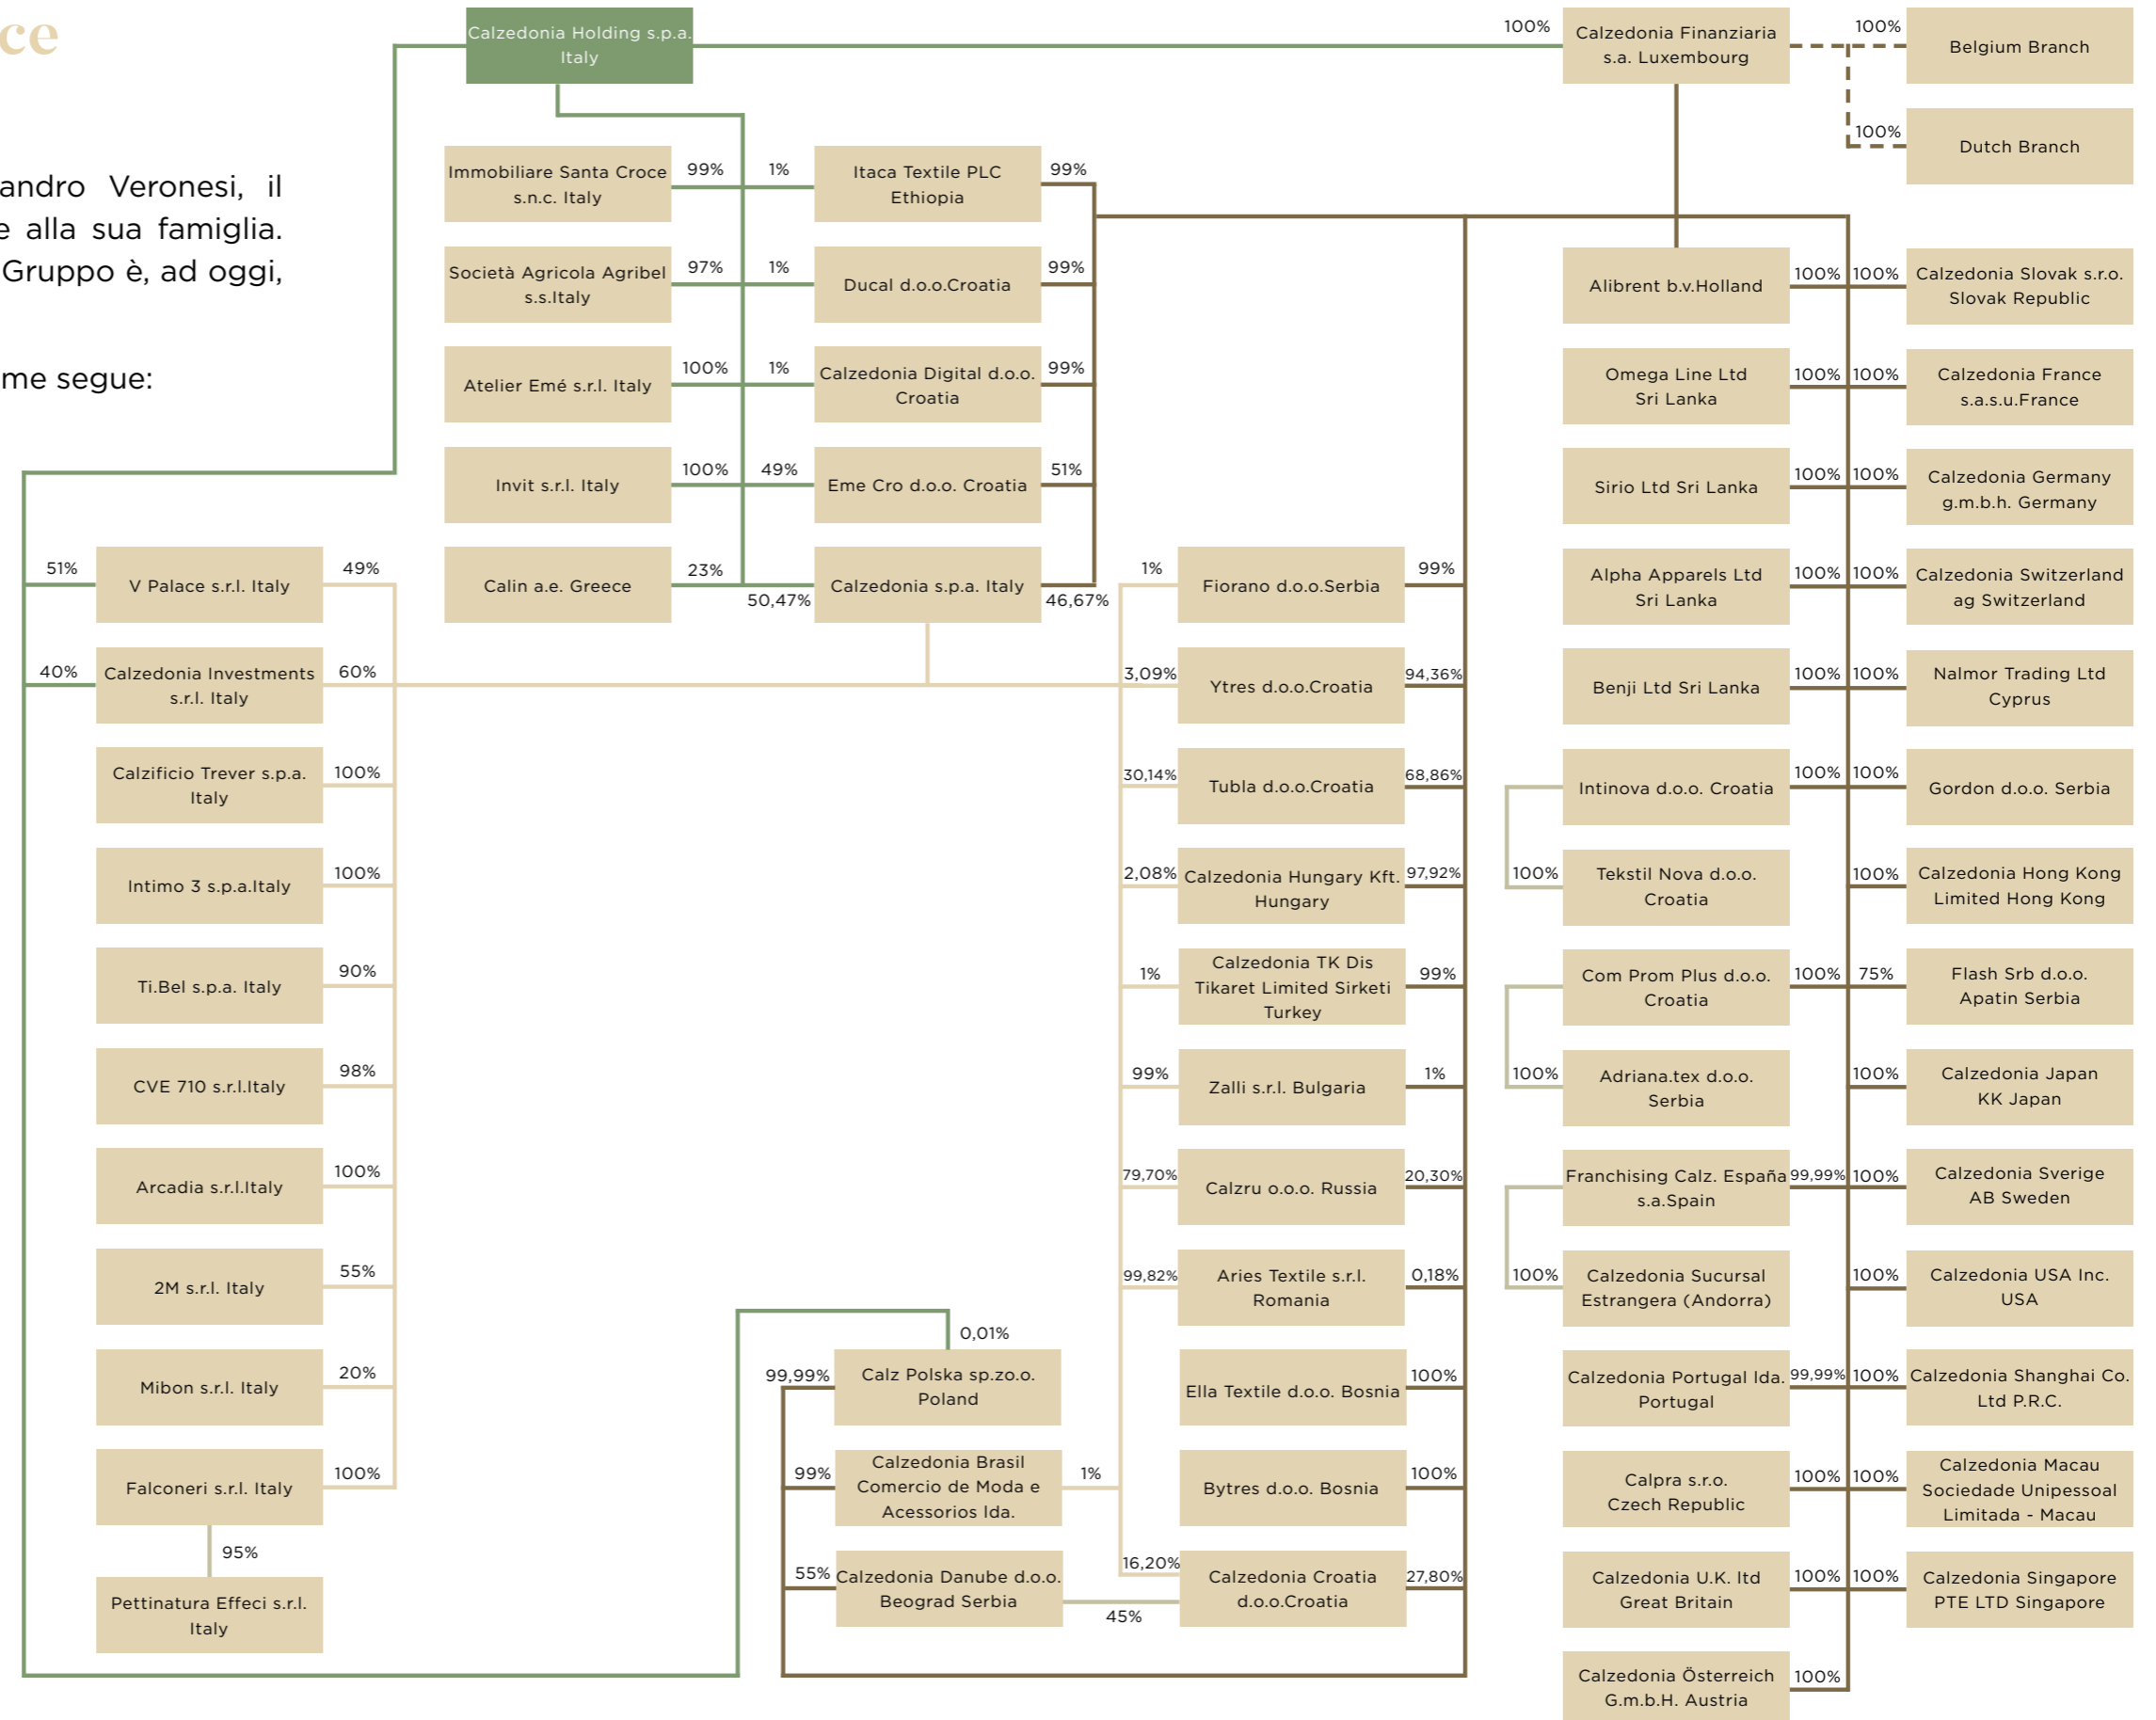 ce
andro Veronesi, il
e alla sua famiglia.
Gruppo è, ad oggi,
me segue:
Calzedonia Holding s.p.a.
Italy
100%
Calzedonia Finanziaria
s.a. Luxembourg
100%
Belgium Branch
100%
Dutch Branch
Immobiliare Santa Croce
s.n.c. Italy
99%
1%
Itaca Textile PLC
Ethiopia
99%
Società Agricola Agribel
s.s.Italy
97%
1%
Ducal d.o.o.Croatia
99%
Atelier Emé s.r.l. Italy
100%
1%
Calzedonia Digital d.o.o.
Croatia
99%
Invit s.r.l. Italy
100%
49%
Eme Cro d.o.o. Croatia
51%
Calin a.e. Greece
23%
50,47%
Calzedonia s.p.a. Italy
46,67%
51%
V Palace s.r.l. Italy
49%
40%
Calzedonia Investments
s.r.l. Italy
60%
Calzificio Trever s.p.a.
Italy
100%
Intimo 3 s.p.a.Italy
100%
Ti.Bel s.p.a. Italy
90%
CVE 710 s.r.l.Italy
98%
Arcadia s.r.l.Italy
100%
2M s.r.l. Italy
55%
Mibon s.r.l. Italy
20%
Falconeri s.r.l. Italy
100%
95%
Pettinatura Effeci s.r.l.
Italy
1%
Fiorano d.o.o.Serbia
99%
3,09%
Ytres d.o.o.Croatia
94,36%
30,14%
Tubla d.o.o.Croatia
68,86%
2,08%
Calzedonia Hungary Kft.
Hungary
97,92%
1%
Calzedonia TK Dis
Tikaret Limited Sirketi
Turkey
99%
99%
Zalli s.r.l. Bulgaria
1%
79,70%
Calzru o.o.o. Russia
20,30%
99,82%
Aries Textile s.r.l.
Romania
0,18%
Ella Textile d.o.o. Bosnia
100%
Bytres d.o.o. Bosnia
100%
16,20%
Calzedonia Croatia
d.o.o.Croatia
27,80%
0,01%
99,99%
Calz Polska sp.zo.o.
Poland
99%
Calzedonia Brasil
Comercio de Moda e
Acessorios lda.
1%
55%
Calzedonia Danube d.o.o.
Beograd Serbia
45%
Alibrent b.v.Holland
100%
100%
Calzedonia Slovak s.r.o.
Slovak Republic
Omega Line Ltd
Sri Lanka
100%
100%
Calzedonia France
s.a.s.u.France
Sirio Ltd Sri Lanka
100%
100%
Calzedonia Germany
g.m.b.h. Germany
Alpha Apparels Ltd
Sri Lanka
100%
100%
Calzedonia Switzerland
ag Switzerland
Benji Ltd Sri Lanka
100%
100%
Nalmor Trading Ltd
Cyprus
Intinova d.o.o. Croatia
100%
100%
Gordon d.o.o. Serbia
100%
Tekstil Nova d.o.o.
Croatia
100%
Calzedonia Hong Kong
Limited Hong Kong
Com Prom Plus d.o.o.
Croatia
100%
75%
Flash Srb d.o.o.
Apatin Serbia
100%
Adriana.tex d.o.o.
Serbia
100%
Calzedonia Japan
KK Japan
Franchising Calz. España
s.a.Spain
99,99%
100%
Calzedonia Sverige
AB Sweden
100%
Calzedonia Sucursal
Estrangera (Andorra)
100%
Calzedonia USA Inc.
USA
Calzedonia Portugal lda.
Portugal
99,99%
100%
Calzedonia Shanghai Co.
Ltd P.R.C.
Calpra s.r.o.
Czech Republic
100%
100%
Calzedonia Macau
Sociedade Unipessoal
Limitada - Macau
Calzedonia U.K. ltd
Great Britain
100%
100%
Calzedonia Singapore
PTE LTD Singapore
Calzedonia Österreich
G.m.b.H. Austria
100%